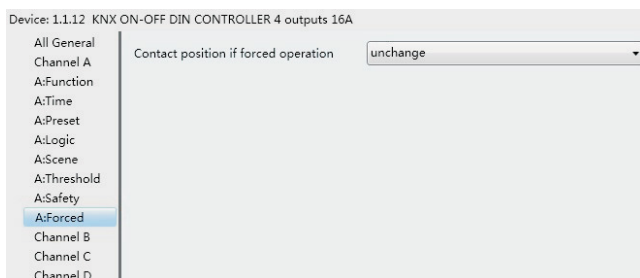 Device: 1.1.12 KNX ON-OFF DIN CONTROLLER 4 outputs 16A
All General
Channel A
A:Function
A:Time
A:Preset
A:Logic
A:Scene
A:Threshold
A:Safety
A:Forced
Channel B
Channel C
Channel D
Contact position if forced operation
unchange